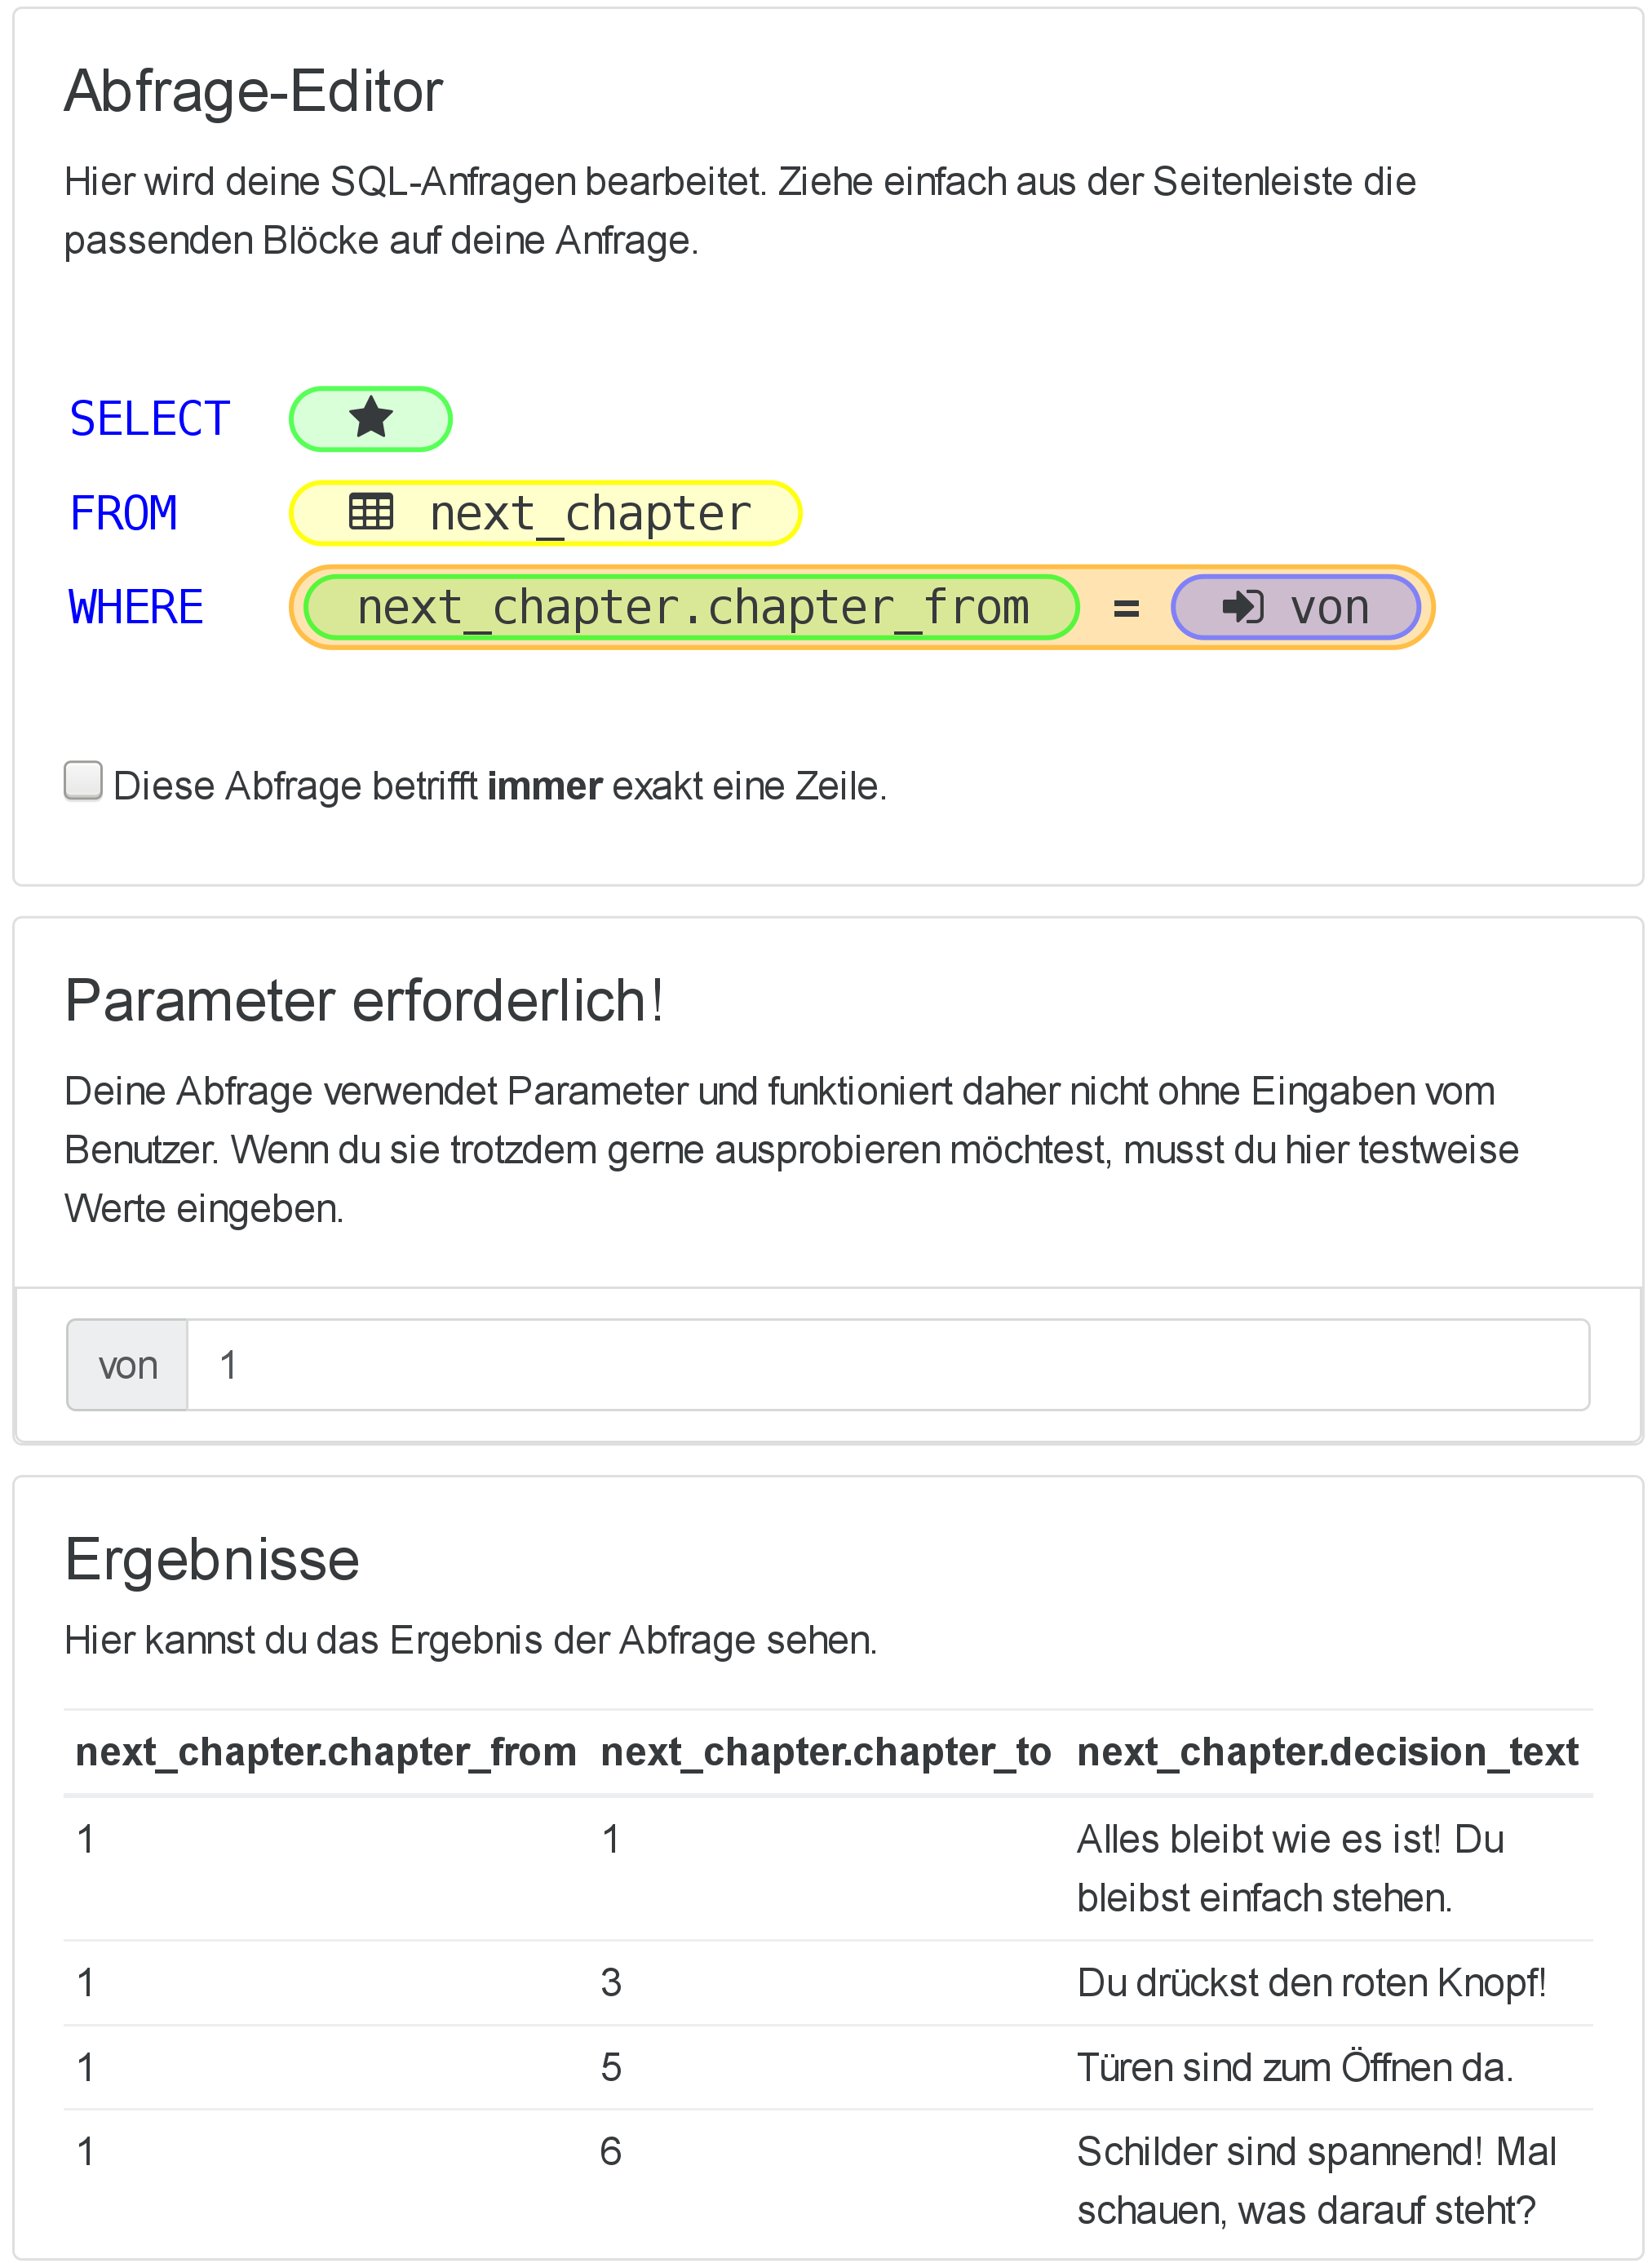 Abfrage-Editor
Hier wird deine SQL-Anfragen bearbeitet. Ziehe einfach aus der Seitenleiste die
passenden Blöcke auf deine Anfrage.
SELECT
FROM next_chapter
WHERE next_chapter.chapter_from = von
Diese Abfrage betrifft immer exakt eine Zeile.
Parameter erforderlich!
Deine Abfrage verwendet Parameter und funktioniert daher nicht ohne Eingaben vom
Benutzer. Wenn du sie trotzdem gerne ausprobieren möchtest, musst du hier testweise
Werte eingeben.
von 1
Ergebnisse
Hier kannst du das Ergebnis der Abfrage sehen.
next_chapter.chapter_from next_chapter.chapter_to next_chapter.decision_text
1 1 Alles bleibt wie es ist! Du
bleibst einfach stehen.
1 3 Du drückst den roten Knopf!
1 5 Türen sind zum Öffnen da.
1 6 Schilder sind spannend! Mal
schauen, was darauf steht?